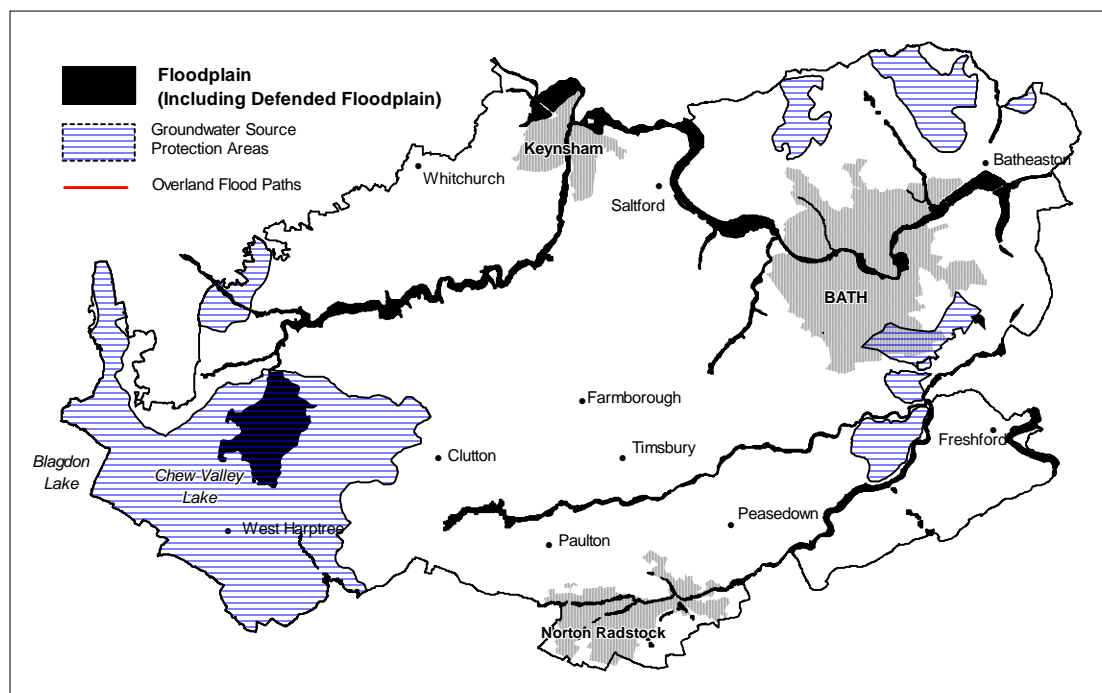 Floodplain
(Including Defended Floodplain)
Groundwater Source
Protection Areas
Overland Flood Paths
Keynsham
Whitchurch
Batheaston
Saltford
BATH
Farmborough
Freshford
Blagdon
Lake
Chew Valley
Lake
Clutton
Timsbury
West Harptree
Peasedown
Paulton
Norton Radstock